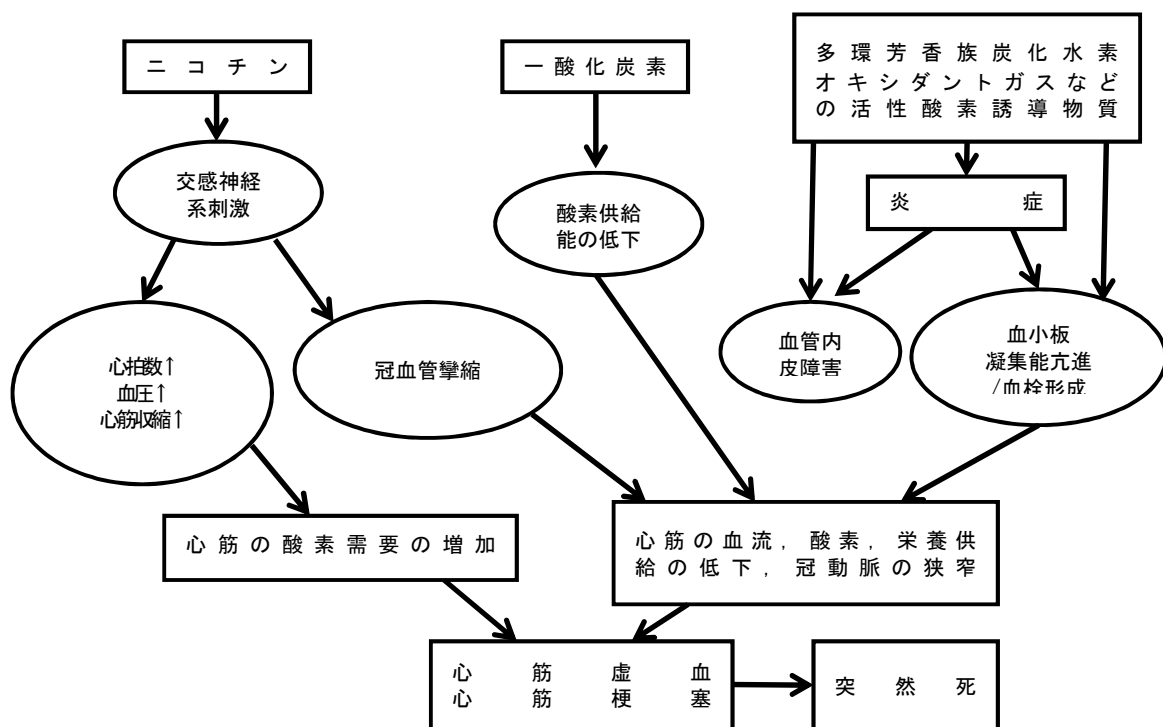 ニコチン
一酸化炭素
多環芳香族炭化水素
オキシダントガスなど
の活性酸素誘導物質
交感神経
系刺激
酸素供給
能の低下
炎症
心拍数↑
血圧↑
心筋収縮↑
冠血管攣縮
血管内
皮障害
血小板
凝集能亢進
/血栓形成
心筋の酸素需要の増加
心筋の血流，酸素，栄養供
給の低下，冠動脈の狭窄
心筋虚血
心筋梗塞
突然死